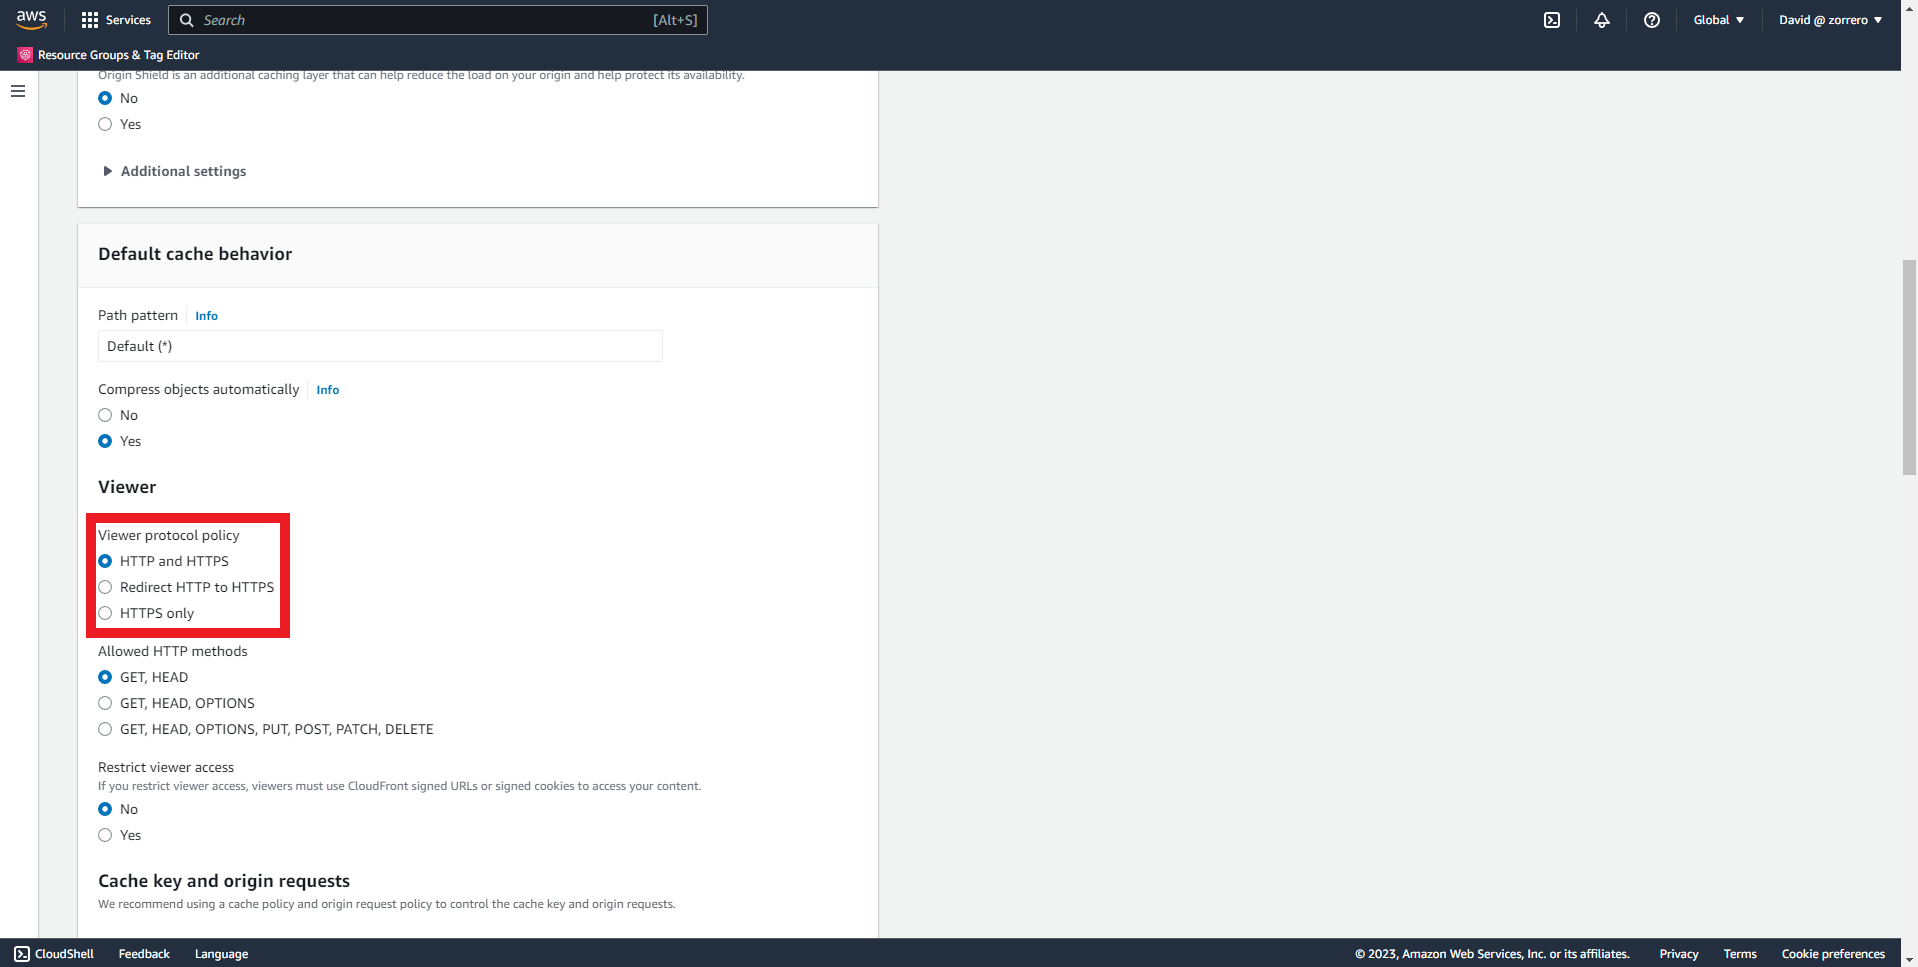 aws
Services
Search
[Alt+S]
Global
David @ zorrero
Resource Groups & Tag Editor
Origin Shield is an additional caching layer that can help reduce the load on your origin and help protect its availability.
No
Yes
Additional settings
Default cache behavior
Path pattern
Info
Default (*)
Compress objects automatically
Info
No
Yes
Viewer
Viewer protocol policy
HTTP and HTTPS
Redirect HTTP to HTTPS
HTTPS only
Allowed HTTP methods
GET, HEAD
GET, HEAD, OPTIONS
GET, HEAD, OPTIONS, PUT, POST, PATCH, DELETE
Restrict viewer access
If you restrict viewer access, viewers must use CloudFront signed URLs or signed cookies to access your content.
No
Yes
Cache key and origin requests
We recommend using a cache policy and origin request policy to control the cache key and origin requests.
CloudShell
Feedback
Language
© 2023, Amazon Web Services, Inc. or its affiliates.
Privacy
Terms
Cookie preferences